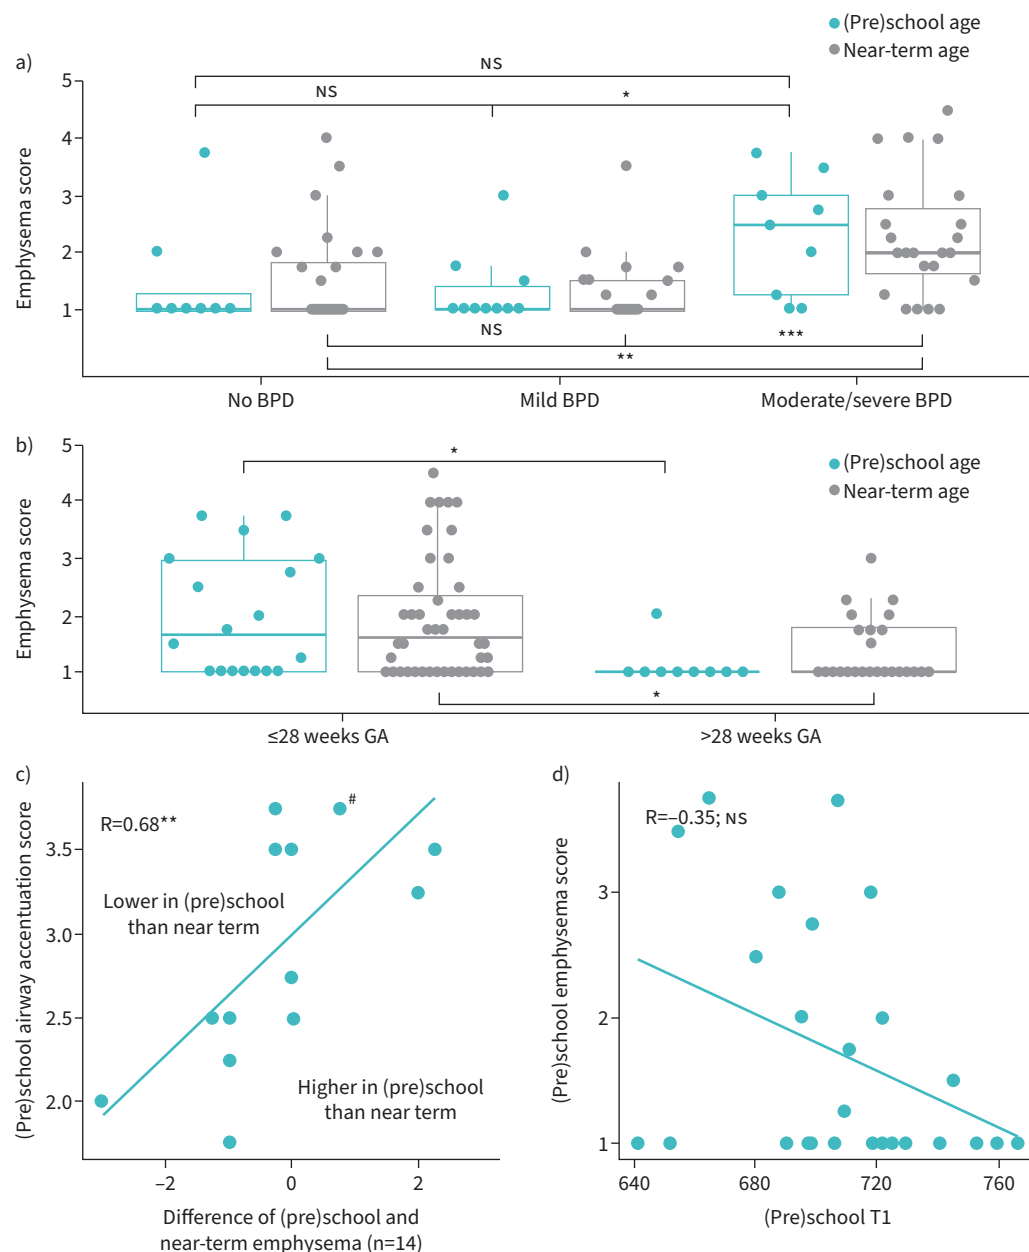 (Pre)school age
Near-term age
a)
5
4
3
2
1
Emphysema score
NS
NS
*
NS
***
**
No BPD
Mild BPD
Moderate/severe BPD
b)
5
4
3
2
1
Emphysema score
*
(Pre)school age
Near-term age
*
≤28 weeks GA
>28 weeks GA
c)
3.5
3.0
2.5
2.0
(Pre)school airway accentuation score
R=0.68**
#
Lower in (pre)school
than near term
Higher in (pre)school
than near term
–2
0
2
Difference of (pre)school and
near-term emphysema (n=14)
d)
3
2
1
(Pre)school emphysema score
R=–0.35; NS
640
680
720
760
(Pre)school T1